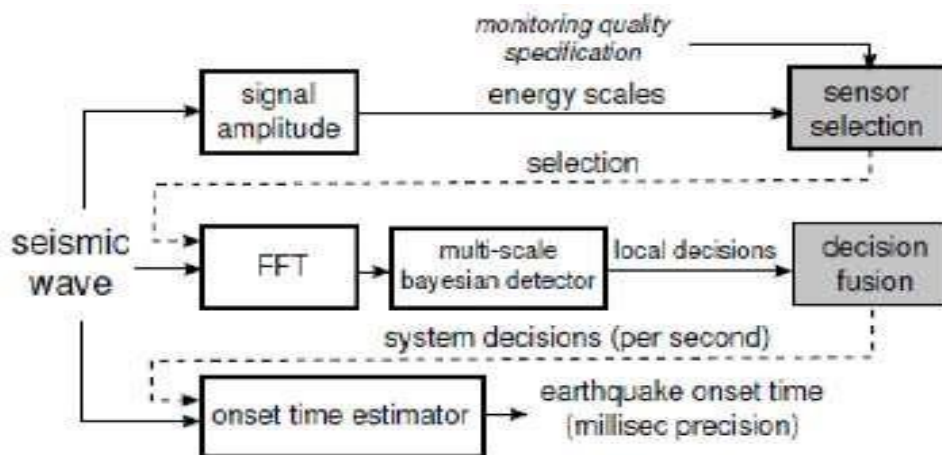 monitoring quality
specification
signal
amplitude
energy scales
sensor
selection
selection
seismic
wave
FFT
multi-scale
bayesian detector
local decisions
decision
fusion
system decisions (per second)
onset time estimator
earthquake onset time
(millisec precision)